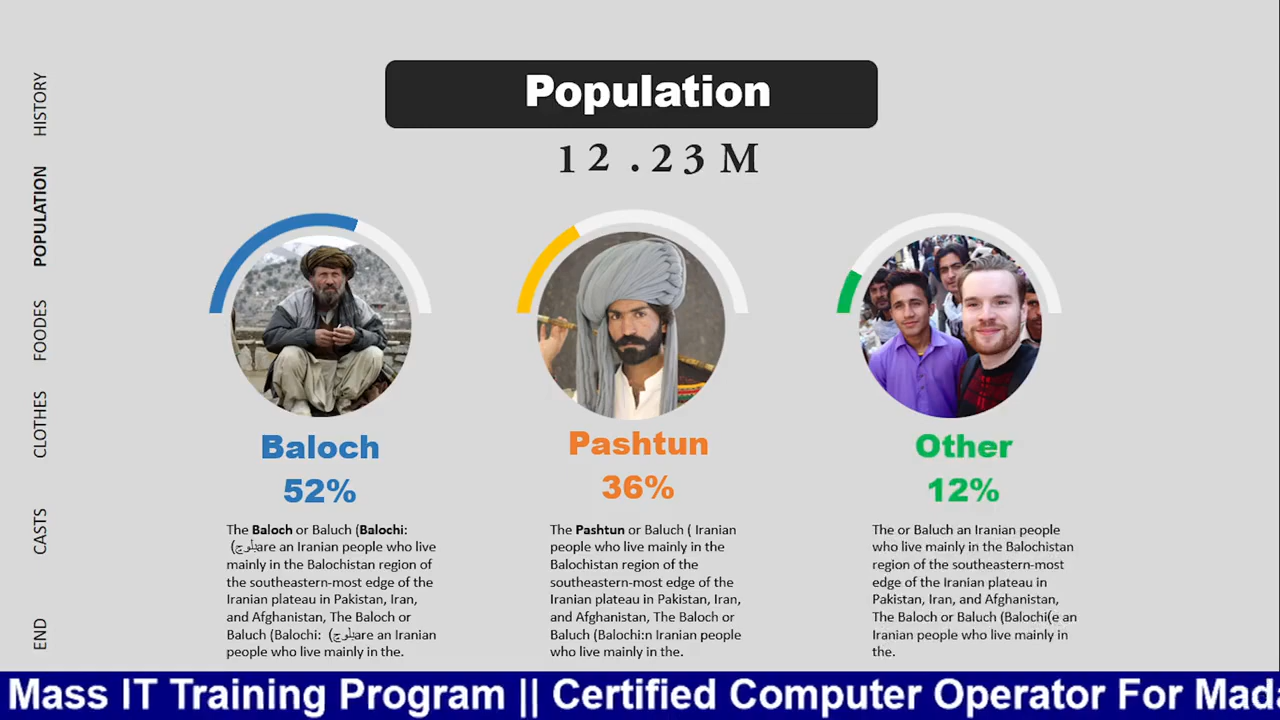 HISTORY
POPULATION
FOODES
CLOTHES
CASTS
END
Population
12.23M
Baloch
52%
The Baloch or Baluch (Balochi:
(بلوچ are an Iranian people who live
mainly in the Balochistan region of
the southeastern-most edge of the
Iranian plateau in Pakistan, Iran,
and Afghanistan, The Baloch or
Baluch (Balochi: (بلوچ are an Iranian
people who live mainly in the.
Pashtun
36%
The Pashtun or Baluch ( Iranian
people who live mainly in the
Balochistan region of the
southeastern-most edge of the
Iranian plateau in Pakistan, Iran,
and Afghanistan, The Baloch or
Baluch (Balochi:n Iranian people
who live mainly in the.
Other
12%
The or Baluch an Iranian people
who live mainly in the Balochistan
region of the southeastern-most
edge of the Iranian plateau in
Pakistan, Iran, and Afghanistan,
The Baloch or Baluch (Balochi(e an
Iranian people who live mainly in
the.
Mass IT Training Program || Certified Computer Operator For Mada